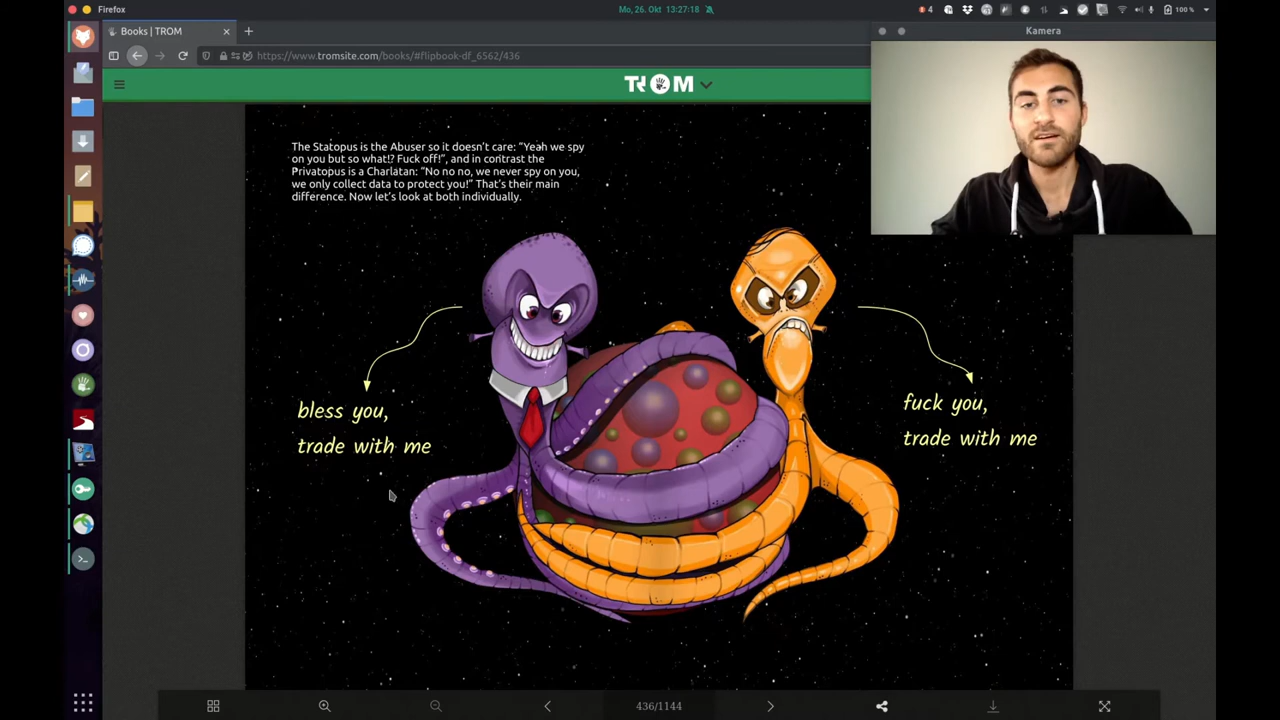 Firefox
Mo, 26. Okt 13:27:18
4
100 %
Kamera
Books | TROM
https://www.tromsite.com/books/#flipbook-df_6562/436
TROM
The Statopus is the Abuser so it doesn't care: "Yeah we spy
on you but so what!? Fuck off!", and in contrast the
Privatopus is a Charlatan: "No no no, we never spy on you,
we only collect data to protect you!" That's their main
difference. Now let's look at both individually.
bless you,
trade with me
fuck you,
trade with me
436/1144